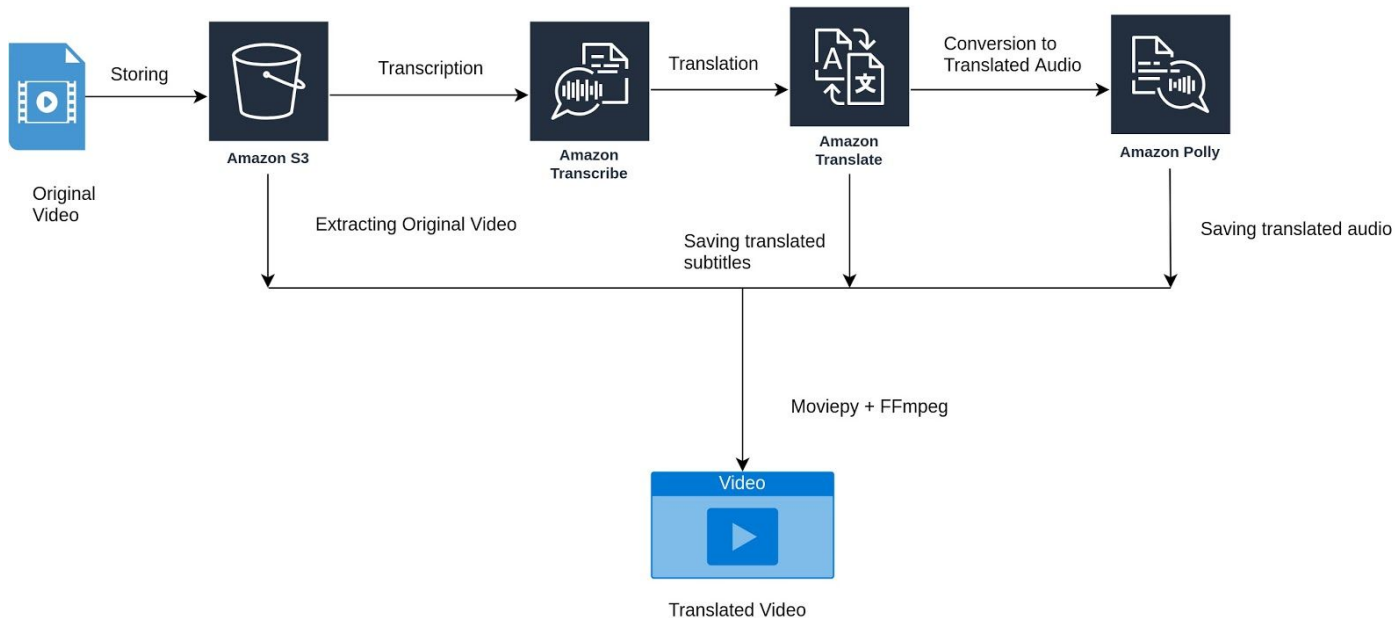 Storing
Transcription
Translation
Conversion to
Translated Audio
A
文
Amazon S3
Amazon
Transcribe
Amazon
Translate
Amazon Polly
Original
Video
Extracting Original Video
Saving translated
subtitles
Saving translated audio
Moviepy + FFmpeg
Video
Translated Video